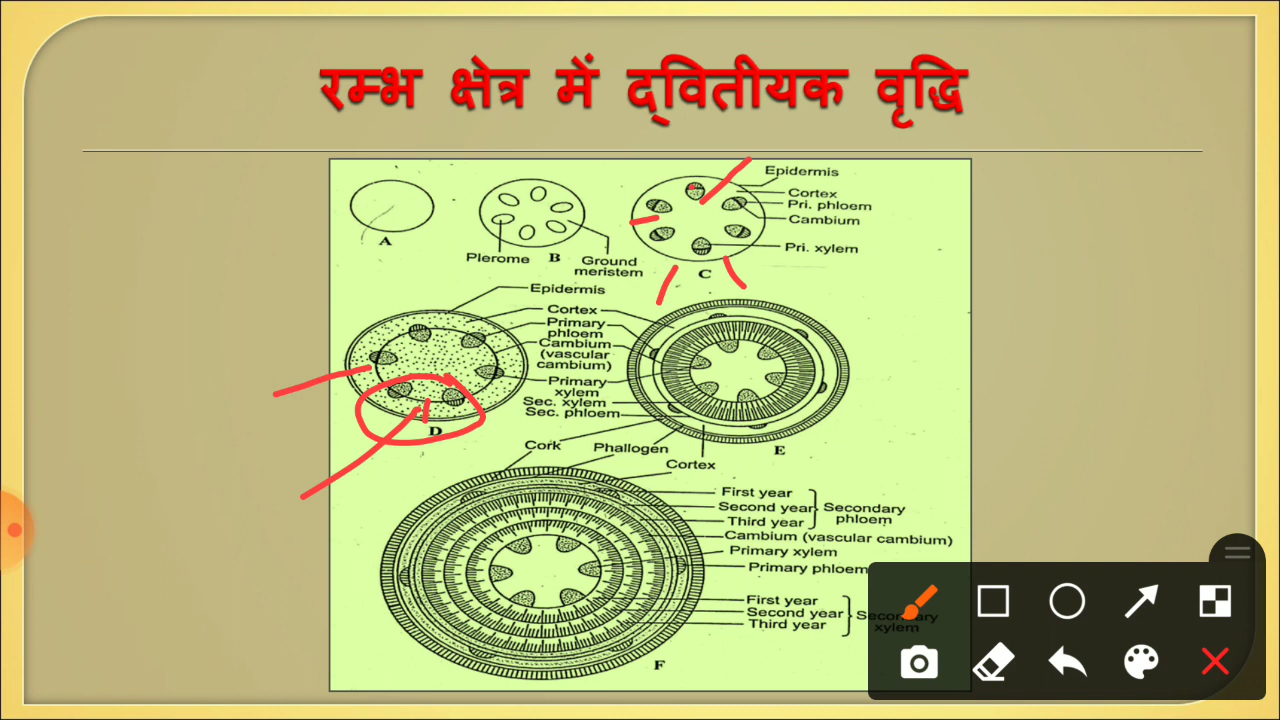 रम्भ क्षेत्र में द्वितीयक वृद्धि
A
Plerome
B
Ground
meristem
Epidermis
Cortex
Pri. phloem
Cambium
Pri. xylem
C
Epidermis
Cortex
Primary
phloem
Cambium
(vascular
cambium)
Primary
xylem
Sec. xylem
Sec. phloem
D
E
Cork
Phallogen
Cortex
First year
Second year
Third year
Secondary
phloem
Cambium (vascular cambium)
Primary xylem
Primary phloem
First year
Second year
Third year
Secondary
xylem
F